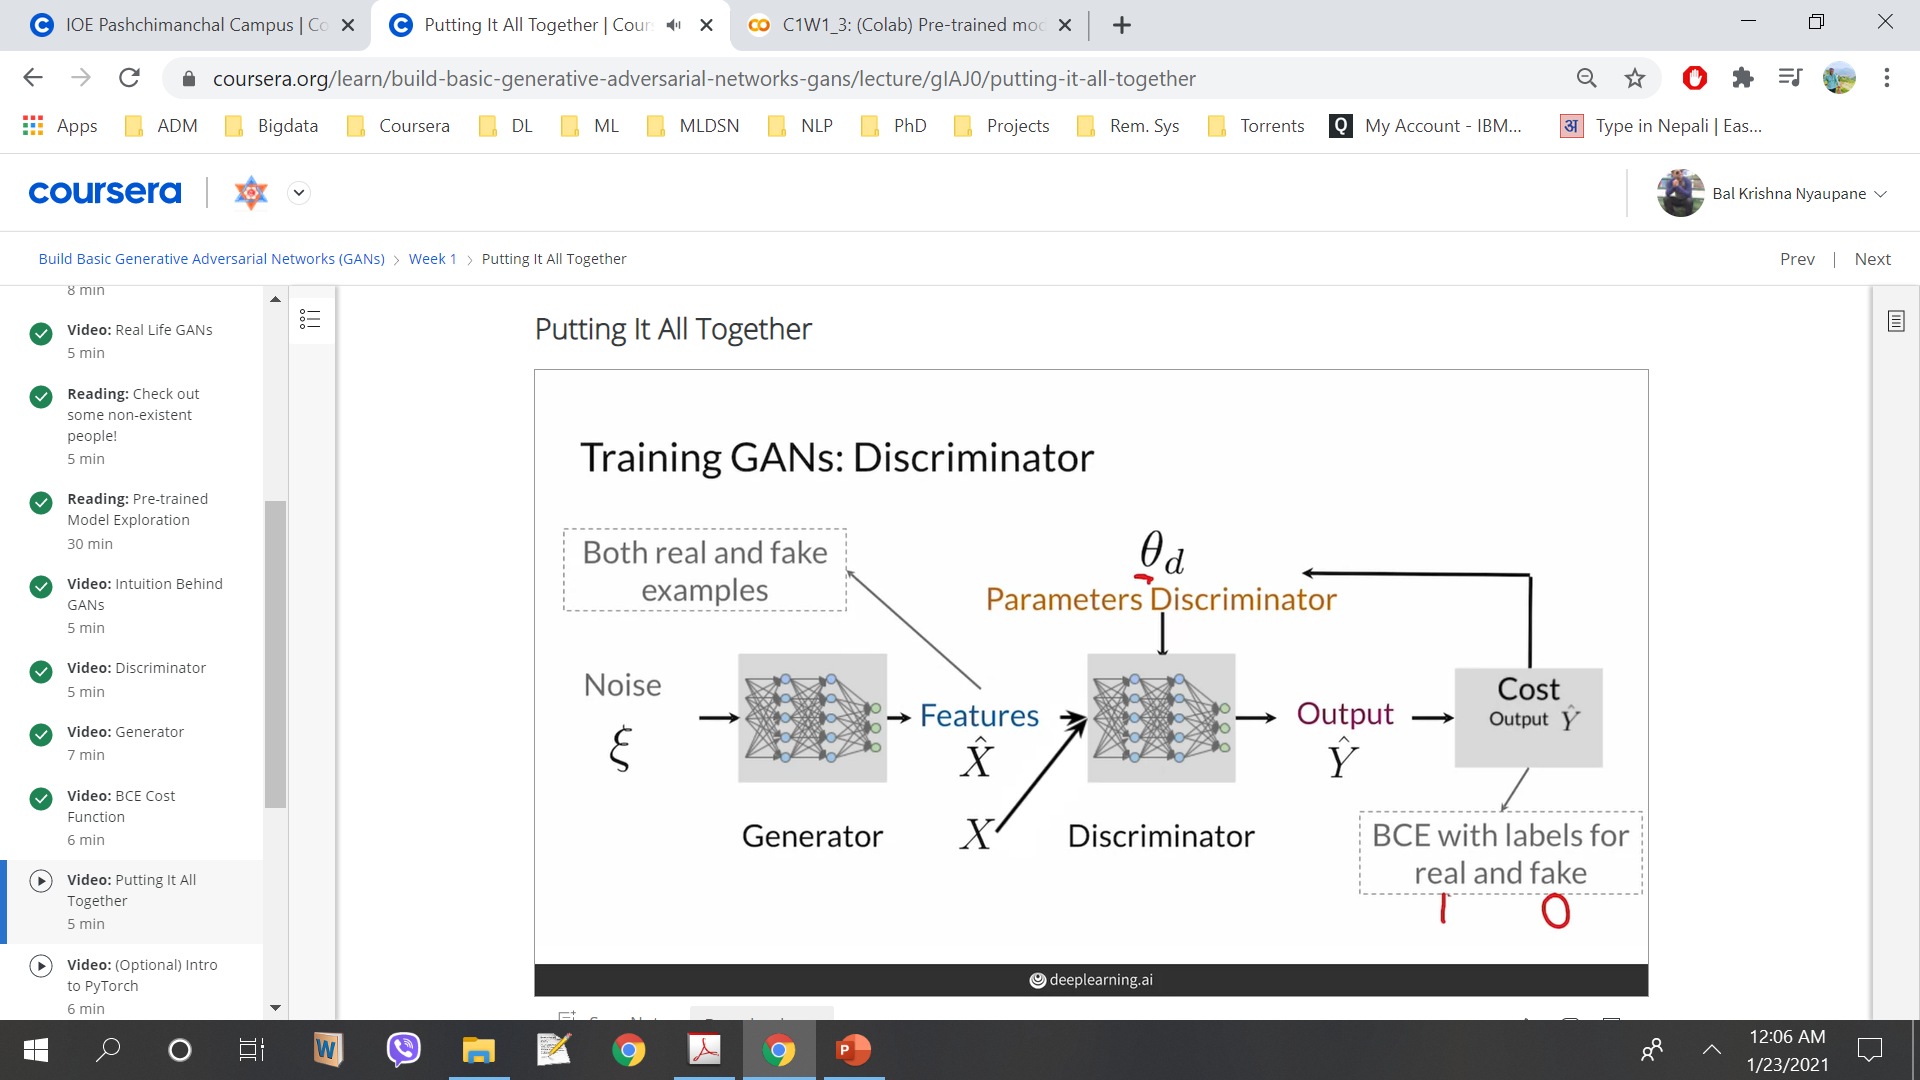 IOE Pashchimanchal Campus | Co
Putting It All Together | Cour
C1W1_3: (Colab) Pre-trained mod
coursera.org/learn/build-basic-generative-adversarial-networks-gans/lecture/gIAJ0/putting-it-all-together
Apps
ADM
Bigdata
Coursera
DL
ML
MLDSN
NLP
PhD
Projects
Rem. Sys
Torrents
Q
My Account - IBM...
अ
Type in Nepali | Eas...
coursera
Bal Krishna Nyaupane
Build Basic Generative Adversarial Networks (GANs) > Week 1 > Putting It All Together
Prev | Next
8 min
Video: Real Life GANs
5 min
Reading: Check out
some non-existent
people!
5 min
Reading: Pre-trained
Model Exploration
30 min
Video: Intuition Behind
GANs
5 min
Video: Discriminator
5 min
Video: Generator
7 min
Video: BCE Cost
Function
6 min
Video: Putting It All
Together
5 min
Video: (Optional) Intro
to PyTorch
6 min
Putting It All Together
Training GANs: Discriminator
Both real and fake
examples
θd
Parameters Discriminator
Noise
ξ
Generator
Features
X̂
X
Discriminator
Output
Ŷ
Cost
Output Ŷ
BCE with labels for
real and fake
1 0
deeplearning.ai
12:06 AM
1/23/2021